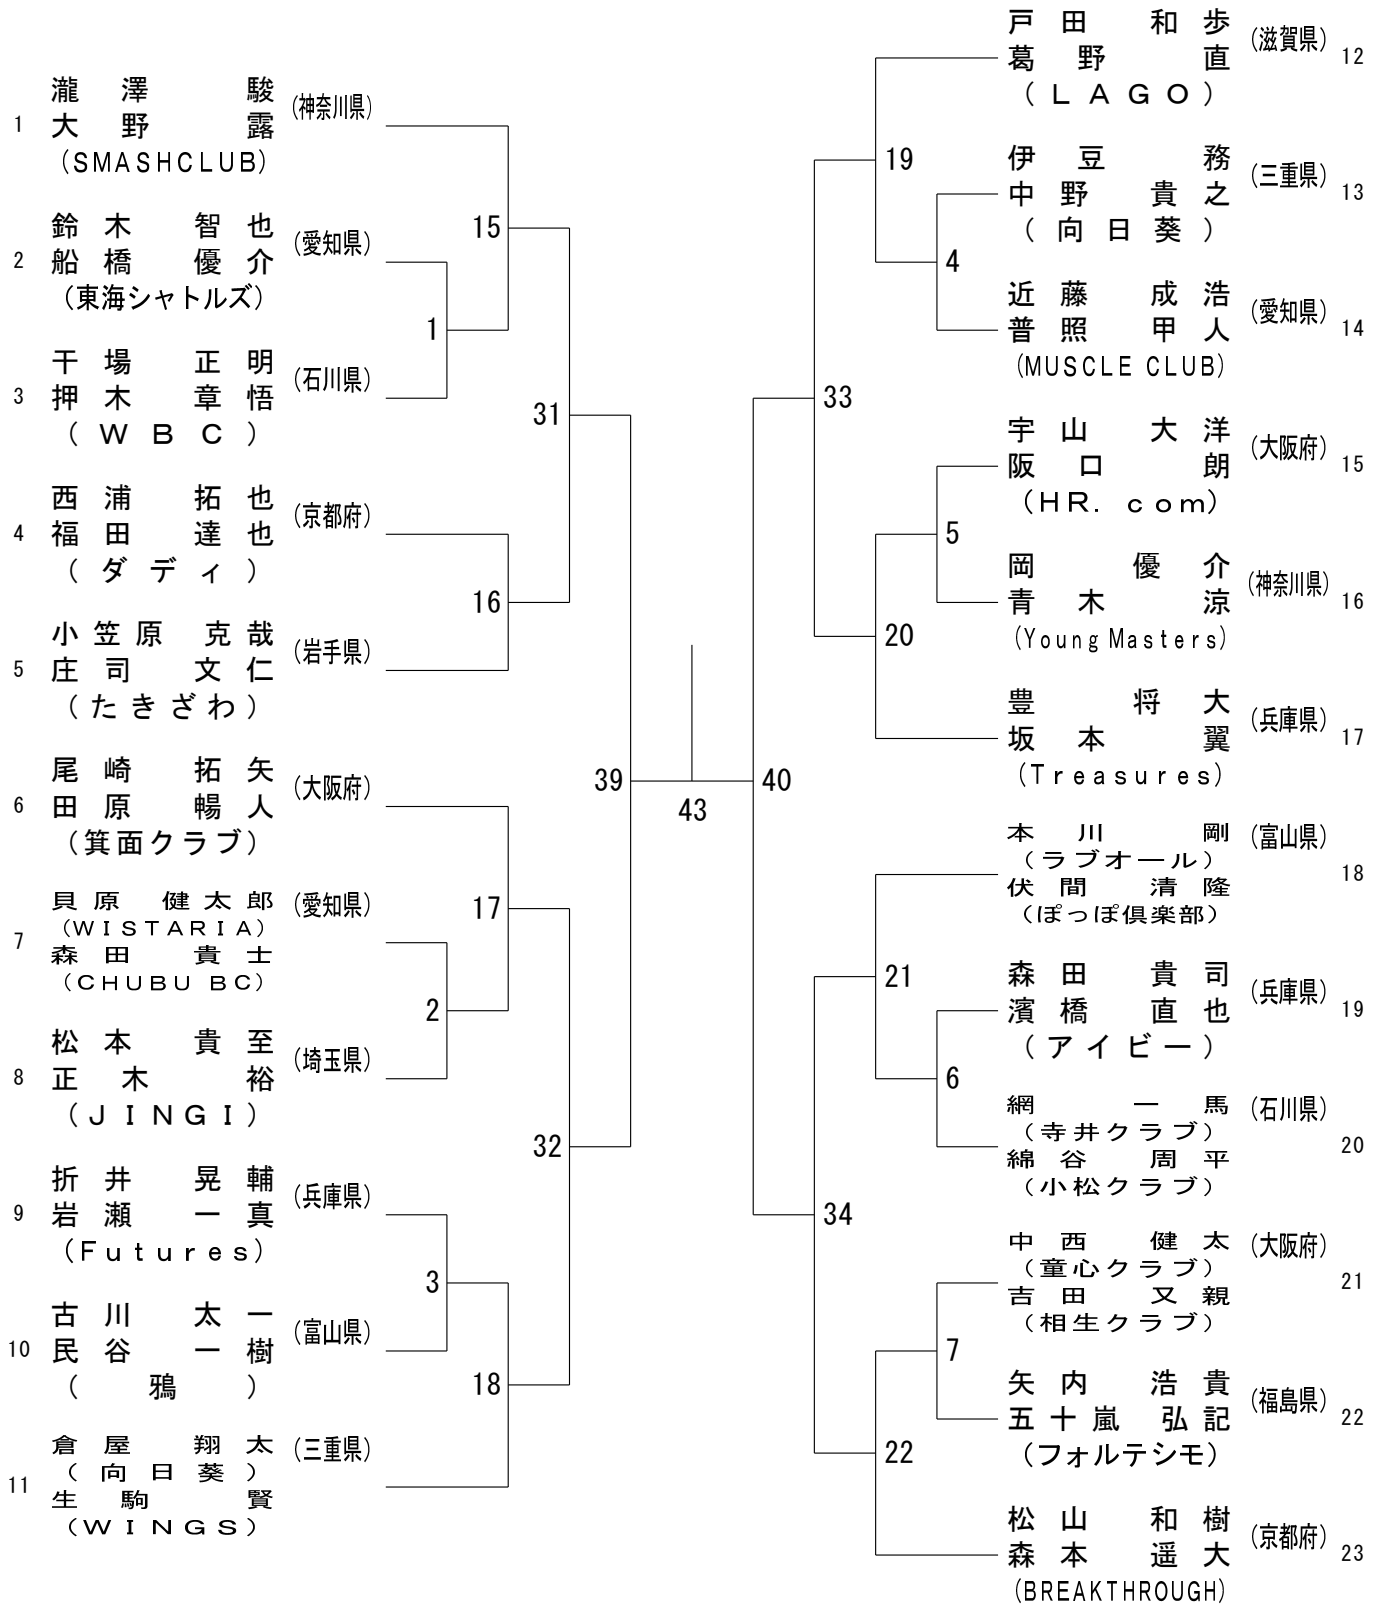 瀧澤 駿
1 大野 露 (神奈川県)
(SMASHCLUB)
鈴木 智也
2 船橋 優介 (愛知県)
(東海シャトルズ)
干場 正明
3 押木 章悟 (石川県)
(WBC)
西浦 拓也
4 福田 達也 (京都府)
(ダディ)
小笠原 克哉
5 庄司 文仁 (岩手県)
(たきざわ)
尾崎 拓矢
6 田原 暢人 (大阪府)
(箕面クラブ)
貝原 健太郎 (愛知県)
(WISTARIA)
7
森田 貴士
(CHUBU BC)
松本 貴至
8 正木 裕 (埼玉県)
(JINGI)
折井 晃輔
9 岩瀬 一真 (兵庫県)
(Futures)
古川 太一
10 民谷 一樹 (富山県)
(鴉)
倉屋 翔太 (三重県)
(向日葵)
11
生駒 賢
(WINGS)
15
1
31
16
39
17
2
32
3
18
43
40
19
4
33
5
20
21
6
34
7
22
戸田 和歩
葛野 直 (滋賀県) 12
(LAGO)
伊豆 務
中野 貴之 (三重県) 13
(向日葵)
近藤 成浩
普照 甲人 (愛知県) 14
(MUSCLE CLUB)
宇山 大洋
阪口 朗 (大阪府) 15
(HR.com)
岡 優介
青木 涼 (神奈川県) 16
(Young Masters)
豊 将大
坂本 翼 (兵庫県) 17
(Treasures)
本川 剛 (富山県)
(ラブオール)
18
伏間 清隆
(ぽっぽ倶楽部)
森田 貴司
濱橋 直也 (兵庫県) 19
(アイビー)
網 一馬 (石川県)
(寺井クラブ)
20
綿谷 周平
(小松クラブ)
中西 健太 (大阪府)
(童心クラブ)
21
吉田 又親
(相生クラブ)
矢内 浩貴
五十嵐 弘記 (福島県) 22
(フォルテシモ)
松山 和樹
森本 遥大 (京都府) 23
(BREAKTHROUGH)